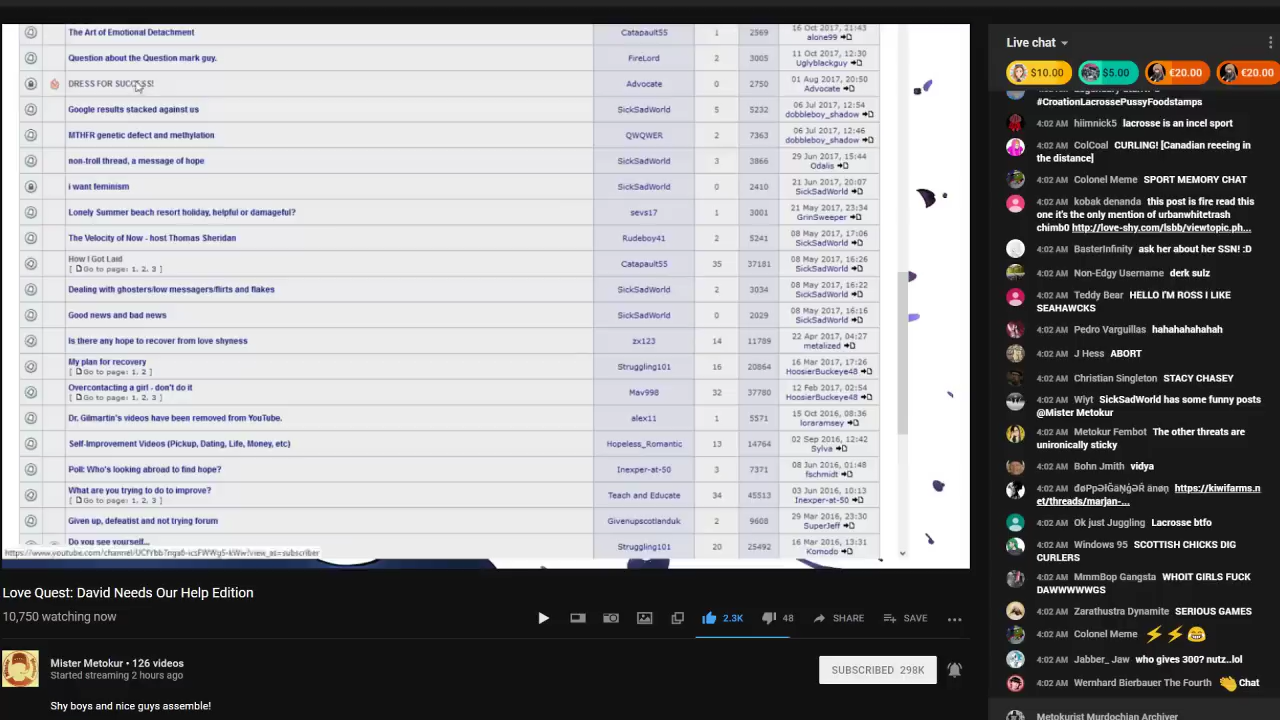 The Art of Emotional Detachment Catapault55 1 2569 16 Oct 2017, 21:43 alone99
Question about the Question mark guy. FireLord 2 3005 11 Oct 2017, 12:30 Uglyblackguy
DRESS FOR SUCCESS! Advocate 0 2750 01 Aug 2017, 20:50 Advocate
Google results stacked against us SickSadWorld 5 5232 06 Jul 2017, 12:54 dobbleboy_shadow
MTHFR genetic defect and methylation QWQWER 2 7363 06 Jul 2017, 12:46 dobbleboy_shadow
non-troll thread, a message of hope SickSadWorld 3 3866 29 Jun 2017, 15:44 Odalis
i want feminism SickSadWorld 0 2410 21 Jun 2017, 20:07 SickSadWorld
Lonely Summer beach resort holiday, helpful or damageful? sevs17 1 3001 21 May 2017, 23:34 GrinSweeper
The Velocity of Now - host Thomas Sheridan Rudeboy41 2 5241 08 May 2017, 17:06 SickSadWorld
How I Got Laid
[ Go to page: 1, 2, 3 ] Catapault55 35 37181 08 May 2017, 16:26 SickSadWorld
Dealing with ghosters/low messagers/flirts and flakes SickSadWorld 2 3034 08 May 2017, 16:22 SickSadWorld
Good news and bad news SickSadWorld 0 2029 08 May 2017, 16:16 SickSadWorld
Is there any hope to recover from love shyness zx123 14 11789 22 Apr 2017, 04:27 metalized
My plan for recovery
[ Go to page: 1, 2 ] Struggling101 16 20864 16 Mar 2017, 17:26 HoosierBuckeye48
Overcontacting a girl - don't do it
[ Go to page: 1, 2, 3 ] Mav998 32 37780 12 Feb 2017, 02:54 HoosierBuckeye48
Dr. Gilmartin's videos have been removed from YouTube. alex11 1 5571 15 Oct 2016, 08:36 loraramsey
Self-Improvement Videos (Pickup, Dating, Life, Money, etc) Hopeless_Romantic 13 14764 02 Sep 2016, 12:42 Sylva
Poll: Who's looking abroad to find hope? Inexper-at-50 3 7371 08 Jun 2016, 01:48 fschmidt
What are you trying to do to improve?
[ Go to page: 1, 2, 3 ] Teach and Educate 34 45513 03 Jun 2016, 10:13 Inexper-at-50
Given up, defeatist and not trying forum Givenupscotlanduk 2 9608 29 Mar 2016, 23:30 SuperJeff
Do you see yourself... Struggling101 20 25492 16 Mar 2016, 13:31 Komodo
Love Quest: David Needs Our Help Edition
10,750 watching now
2.3K 48 SHARE SAVE
Mister Metokur • 126 videos
Started streaming 2 hours ago
SUBSCRIBED 298K
Shy boys and nice guys assemble!
Live chat
$10.00 $5.00 €20.00 €20.00
#CroationLacrossePussyFoodstamps
4:02 AM hiimnick5 lacrosse is an incel sport
4:02 AM ColCoal CURLING! [Canadian reeing in
the distance]
4:02 AM Colonel Meme SPORT MEMORY CHAT
4:02 AM kobak denanda this post is fire read this
one it's the only mention of urbanwhitetrash
chimb0 http://love-shy.com/lsbb/viewtopic.ph...
4:02 AM BasterInfinity ask her about her SSN! :D
4:02 AM Non-Edgy Username derk sulz
4:02 AM Teddy Bear HELLO I'M ROSS I LIKE
SEAHAWCKS
4:02 AM Pedro Varguillas hahahahahahah
4:02 AM J Hess ABORT
4:02 AM Christian Singleton STACY CHASEY
4:02 AM Wlyt SickSadWorld has some funny posts
@Mister Metokur
4:02 AM Metokur Fembot The other threats are
unironically sticky
4:02 AM Bohn Jmith vidya
4:02 AM https://kiwifarms.n
et/threads/marjan-...
4:02 AM Ok just Juggling Lacrosse btfo
4:02 AM Windows 95 SCOTTISH CHICKS DIG
CURLERS
4:02 AM MmmBop Gangsta WHOIT GIRLS FUCK
DAWWWWGS
4:02 AM Zarathustra Dynamite SERIOUS GAMES
4:02 AM Colonel Meme ⚡⚡😁
4:02 AM Jabber_ Jaw who gives 300? nutz..lol
4:02 AM Wernhard Bierbauer The Fourth 👏Chat
Metokurist Murdochian Archiver